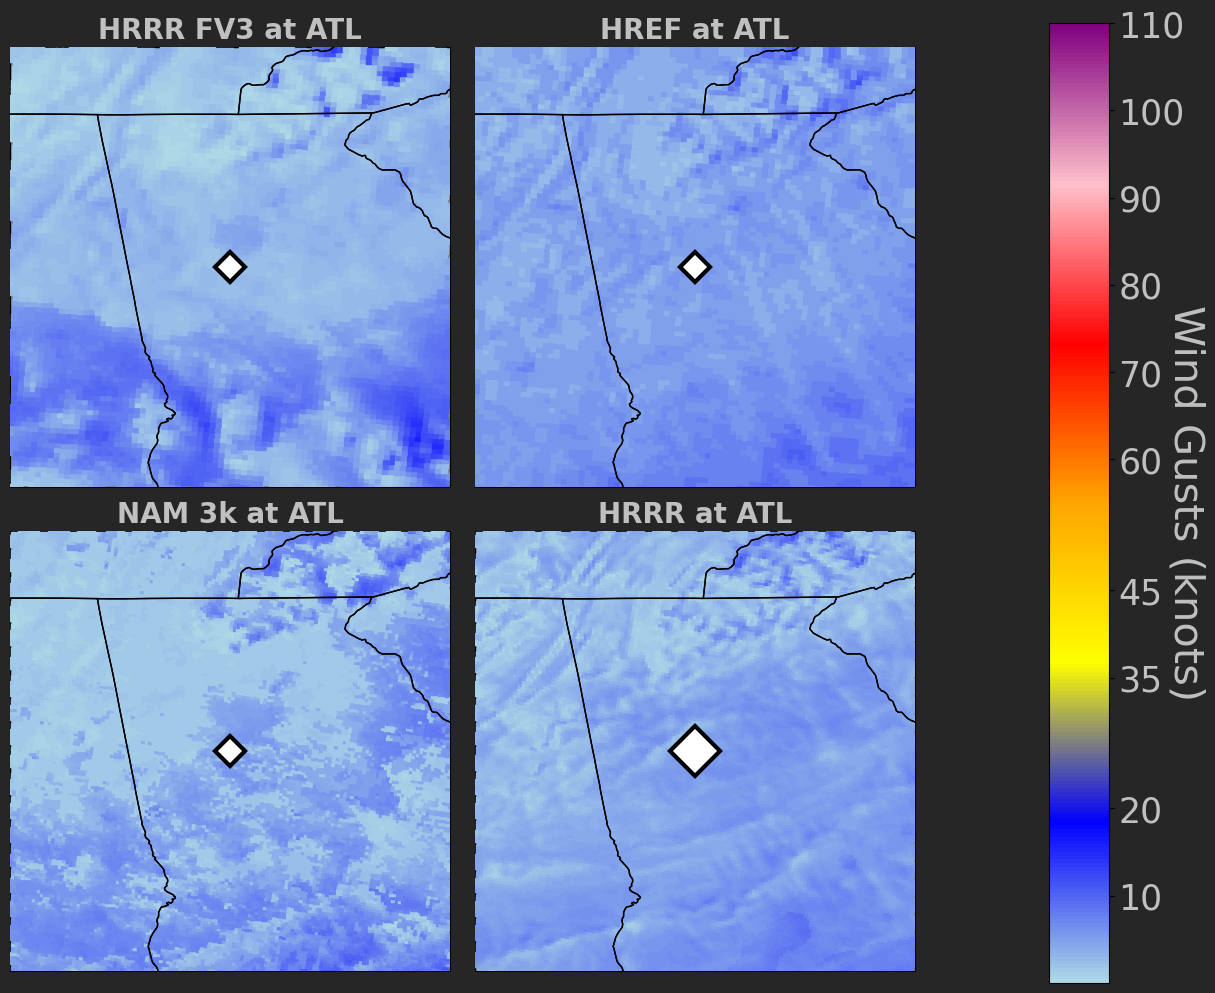 HRRR FV3 at ATL
HREF at ATL
NAM 3k at ATL
HRRR at ATL
110
100
90
80
70
60
45
35
20
10
Wind Gusts (knots)